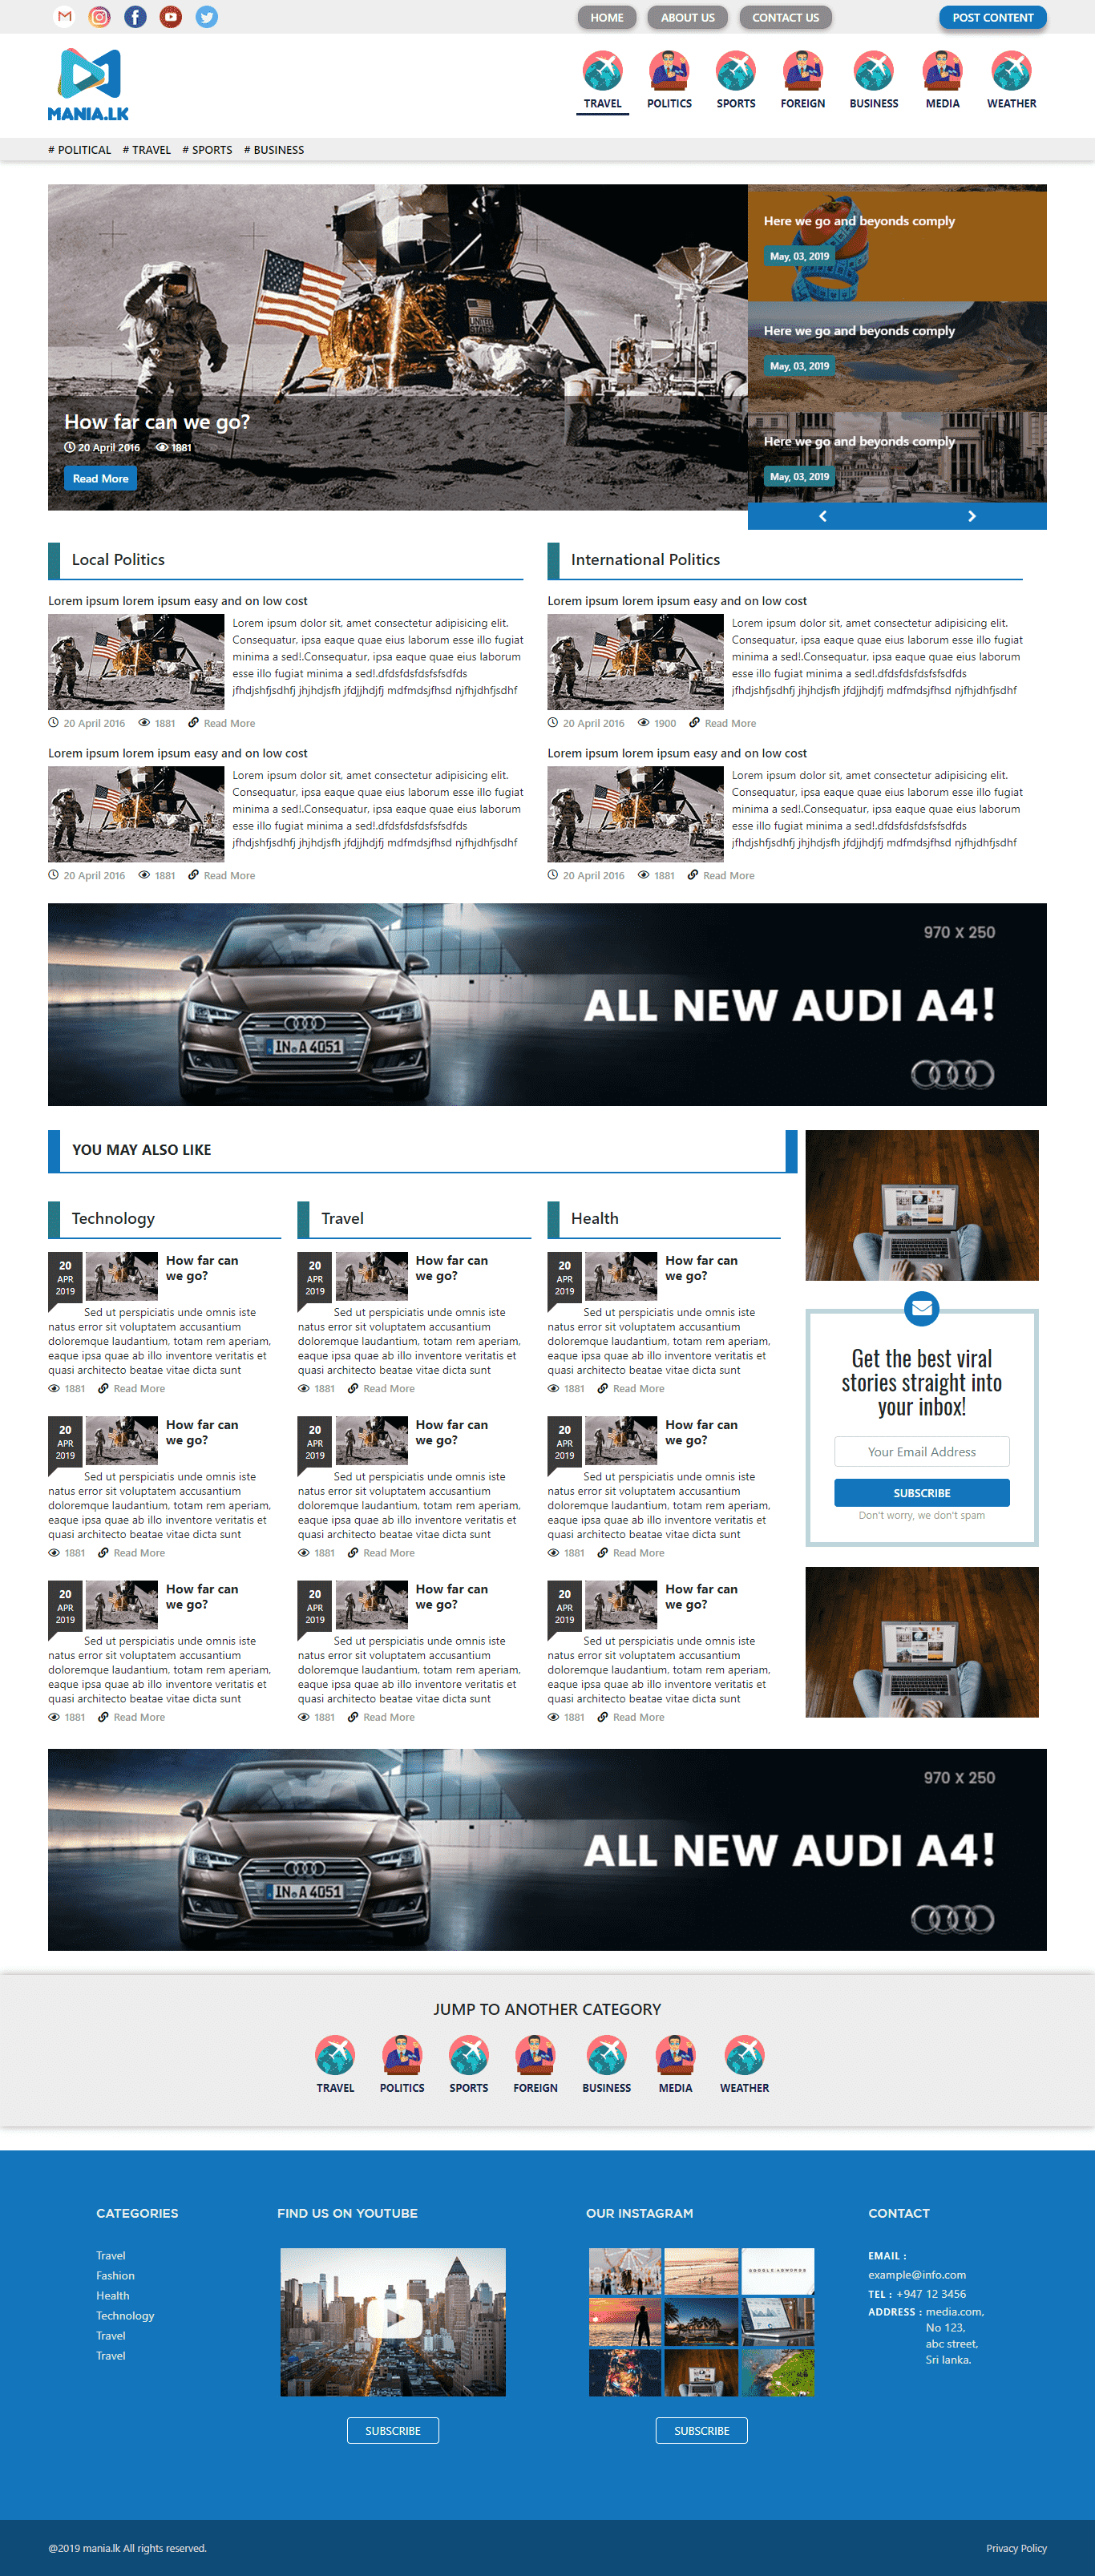 HOME ABOUT US CONTACT US POST CONTENT
MANIA.LK
TRAVEL POLITICS SPORTS FOREIGN BUSINESS MEDIA WEATHER
# POLITICAL # TRAVEL # SPORTS # BUSINESS
UNITED STATES
How far can we go?
20 April 2016 1881
Read More
Here we go and beyonds comply
May, 03, 2019
Here we go and beyonds comply
May, 03, 2019
Here we go and beyonds comply
May, 03, 2019
Local Politics
Lorem ipsum lorem ipsum easy and on low cost
Lorem ipsum dolor sit, amet consectetur adipisicing elit.
Consequatur, ipsa eaque quae eius laborum esse illo fugiat
minima a sed!.Consequatur, ipsa eaque quae eius laborum
esse illo fugiat minima a sed!.dfdsfdsfdsfsfsdfds
jfhdjshfjsdhfj jhjhdjsfh jfdjjhdjfj mdfmdsjfhsd njfhjdhfjsdhf
20 April 2016 1881 Read More
Lorem ipsum lorem ipsum easy and on low cost
Lorem ipsum dolor sit, amet consectetur adipisicing elit.
Consequatur, ipsa eaque quae eius laborum esse illo fugiat
minima a sed!.Consequatur, ipsa eaque quae eius laborum
esse illo fugiat minima a sed!.dfdsfdsfdsfsfsdfds
jfhdjshfjsdhfj jhjhdjsfh jfdjjhdjfj mdfmdsjfhsd njfhjdhfjsdhf
20 April 2016 1881 Read More
International Politics
Lorem ipsum lorem ipsum easy and on low cost
Lorem ipsum dolor sit, amet consectetur adipisicing elit.
Consequatur, ipsa eaque quae eius laborum esse illo fugiat
minima a sed!.Consequatur, ipsa eaque quae eius laborum
esse illo fugiat minima a sed!.dfdsfdsfdsfsfsdfds
jfhdjshfjsdhfj jhjhdjsfh jfdjjhdjfj mdfmdsjfhsd njfhjdhfjsdhf
20 April 2016 1900 Read More
Lorem ipsum lorem ipsum easy and on low cost
Lorem ipsum dolor sit, amet consectetur adipisicing elit.
Consequatur, ipsa eaque quae eius laborum esse illo fugiat
minima a sed!.Consequatur, ipsa eaque quae eius laborum
esse illo fugiat minima a sed!.dfdsfdsfdsfsfsdfds
jfhdjshfjsdhfj jhjhdjsfh jfdjjhdjfj mdfmdsjfhsd njfhjdhfjsdhf
20 April 2016 1881 Read More
970 X 250
ALL NEW AUDI A4!
IN A 4051
YOU MAY ALSO LIKE
Technology
20
APR
2019
How far can
we go?
Sed ut perspiciatis unde omnis iste
natus error sit voluptatem accusantium
doloremque laudantium, totam rem aperiam,
eaque ipsa quae ab illo inventore veritatis et
quasi architecto beatae vitae dicta sunt
1881 Read More
20
APR
2019
How far can
we go?
Sed ut perspiciatis unde omnis iste
natus error sit voluptatem accusantium
doloremque laudantium, totam rem aperiam,
eaque ipsa quae ab illo inventore veritatis et
quasi architecto beatae vitae dicta sunt
1881 Read More
20
APR
2019
How far can
we go?
Sed ut perspiciatis unde omnis iste
natus error sit voluptatem accusantium
doloremque laudantium, totam rem aperiam,
eaque ipsa quae ab illo inventore veritatis et
quasi architecto beatae vitae dicta sunt
1881 Read More
Travel
20
APR
2019
How far can
we go?
Sed ut perspiciatis unde omnis iste
natus error sit voluptatem accusantium
doloremque laudantium, totam rem aperiam,
eaque ipsa quae ab illo inventore veritatis et
quasi architecto beatae vitae dicta sunt
1881 Read More
20
APR
2019
How far can
we go?
Sed ut perspiciatis unde omnis iste
natus error sit voluptatem accusantium
doloremque laudantium, totam rem aperiam,
eaque ipsa quae ab illo inventore veritatis et
quasi architecto beatae vitae dicta sunt
1881 Read More
20
APR
2019
How far can
we go?
Sed ut perspiciatis unde omnis iste
natus error sit voluptatem accusantium
doloremque laudantium, totam rem aperiam,
eaque ipsa quae ab illo inventore veritatis et
quasi architecto beatae vitae dicta sunt
1881 Read More
Health
20
APR
2019
How far can
we go?
Sed ut perspiciatis unde omnis iste
natus error sit voluptatem accusantium
doloremque laudantium, totam rem aperiam,
eaque ipsa quae ab illo inventore veritatis et
quasi architecto beatae vitae dicta sunt
1881 Read More
20
APR
2019
How far can
we go?
Sed ut perspiciatis unde omnis iste
natus error sit voluptatem accusantium
doloremque laudantium, totam rem aperiam,
eaque ipsa quae ab illo inventore veritatis et
quasi architecto beatae vitae dicta sunt
1881 Read More
20
APR
2019
How far can
we go?
Sed ut perspiciatis unde omnis iste
natus error sit voluptatem accusantium
doloremque laudantium, totam rem aperiam,
eaque ipsa quae ab illo inventore veritatis et
quasi architecto beatae vitae dicta sunt
1881 Read More
Get the best viral
stories straight into
your inbox!
Your Email Address
SUBSCRIBE
Don't worry, we don't spam
970 X 250
ALL NEW AUDI A4!
IN A 4051
JUMP TO ANOTHER CATEGORY
TRAVEL POLITICS SPORTS FOREIGN BUSINESS MEDIA WEATHER
CATEGORIES
Travel
Fashion
Health
Technology
Travel
Travel
FIND US ON YOUTUBE
SUBSCRIBE
OUR INSTAGRAM
GOOGLE ADWORDS
SUBSCRIBE
CONTACT
EMAIL :
example@info.com
TEL : +947 12 3456
ADDRESS : media.com,
No 123,
abc street,
Sri lanka.
@2019 mania.lk All rights reserved. Privacy Policy